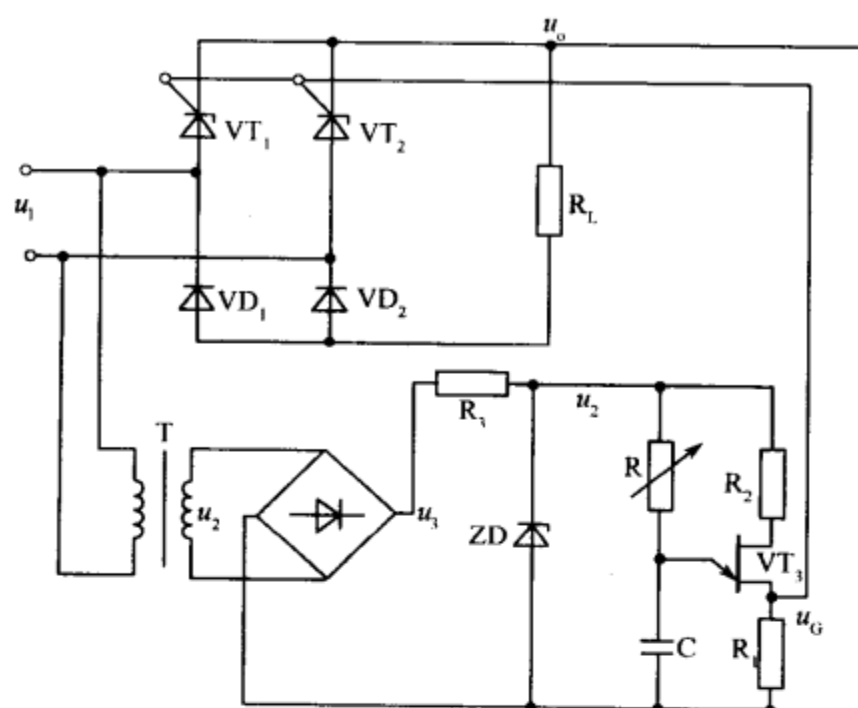 u_o
VT_1
VT_2
u_1
R_L
VD_1
VD_2
R_3
u_2
T
u_2
u_3
R
R_2
ZD
VT_3
u_G
C
R_1